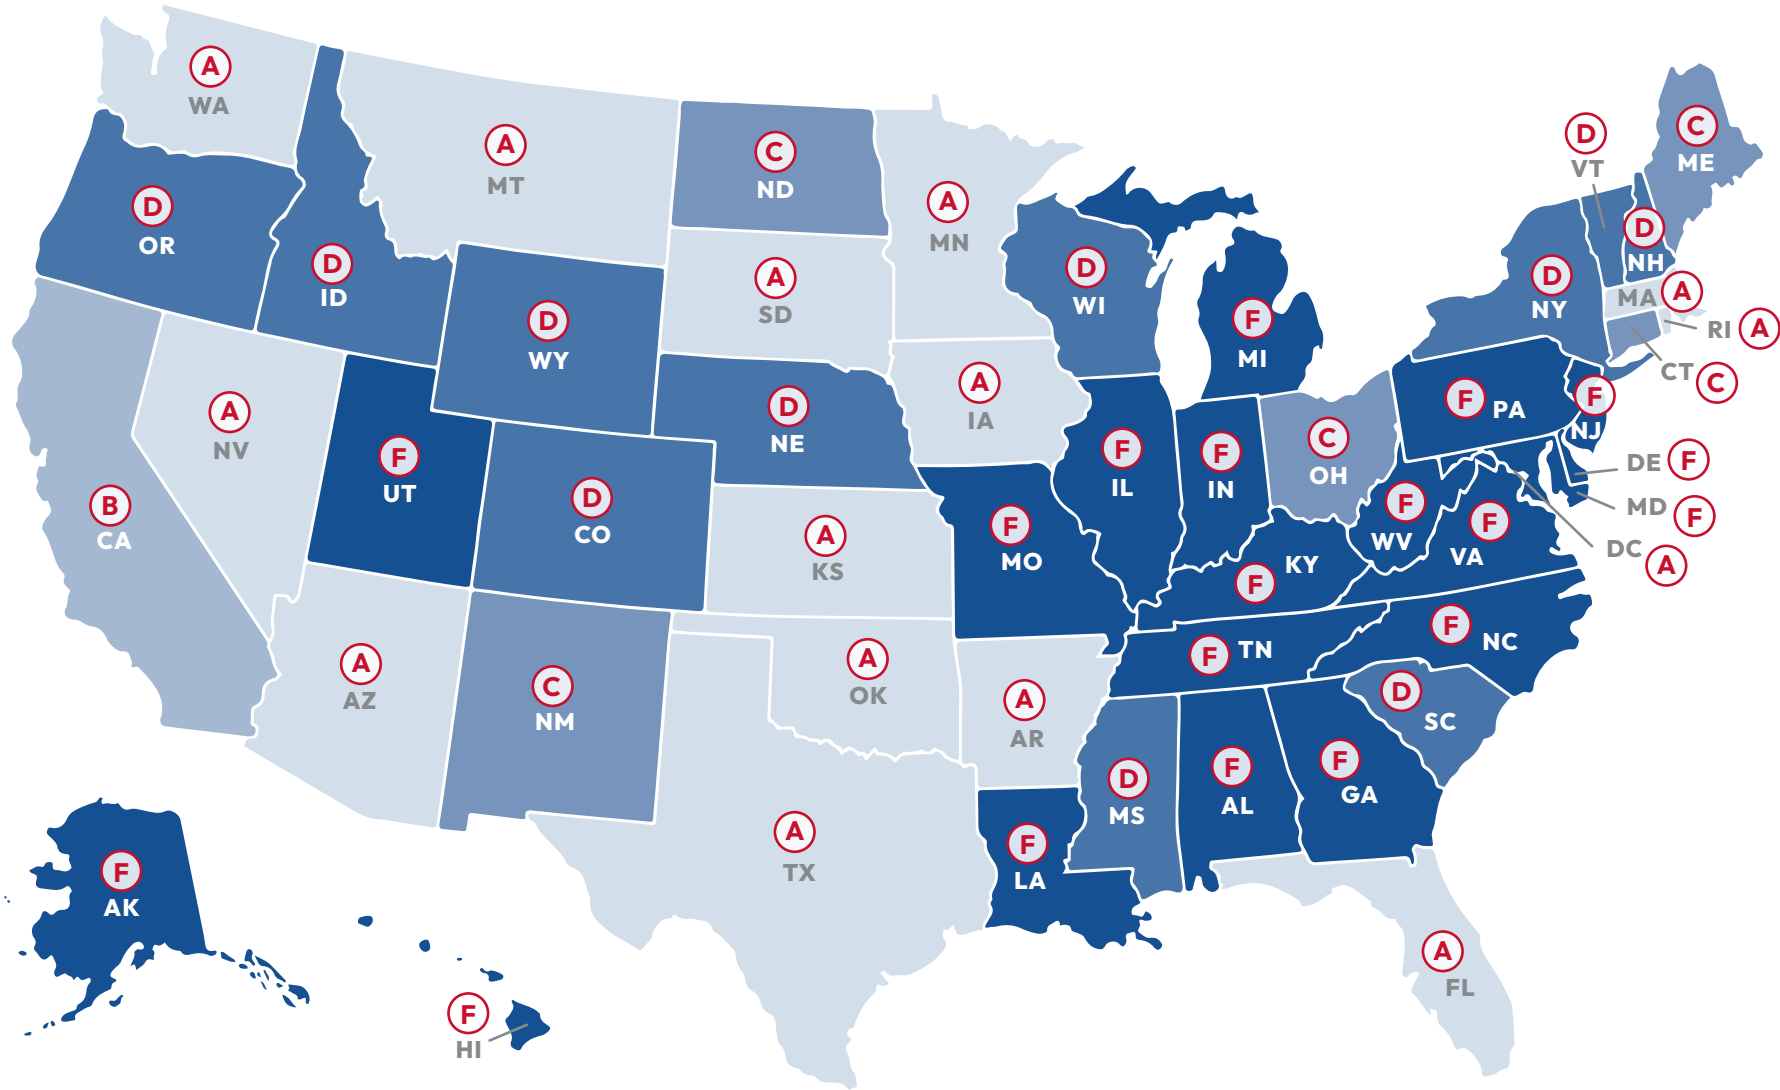 A
WA
D
OR
D
ID
A
MT
C
ND
A
MN
D
WI
F
MI
D
VT
C
ME
D
NH
D
NY
A
SD
D
WY
A
NV
B
CA
F
UT
D
CO
D
NE
A
IA
MA A
RI A
CT C
F PA
F
NJ
DE F
MD F
DC A
C
OH
F
IN
F
IL
A
KS
F
MO
F
KY
F
WV
F
VA
F
NC
F TN
D
SC
A
AZ
C
NM
A
OK
A
AR
D
MS
F
AL
F
GA
A
TX
F
LA
A
FL
F
AK
F
HI